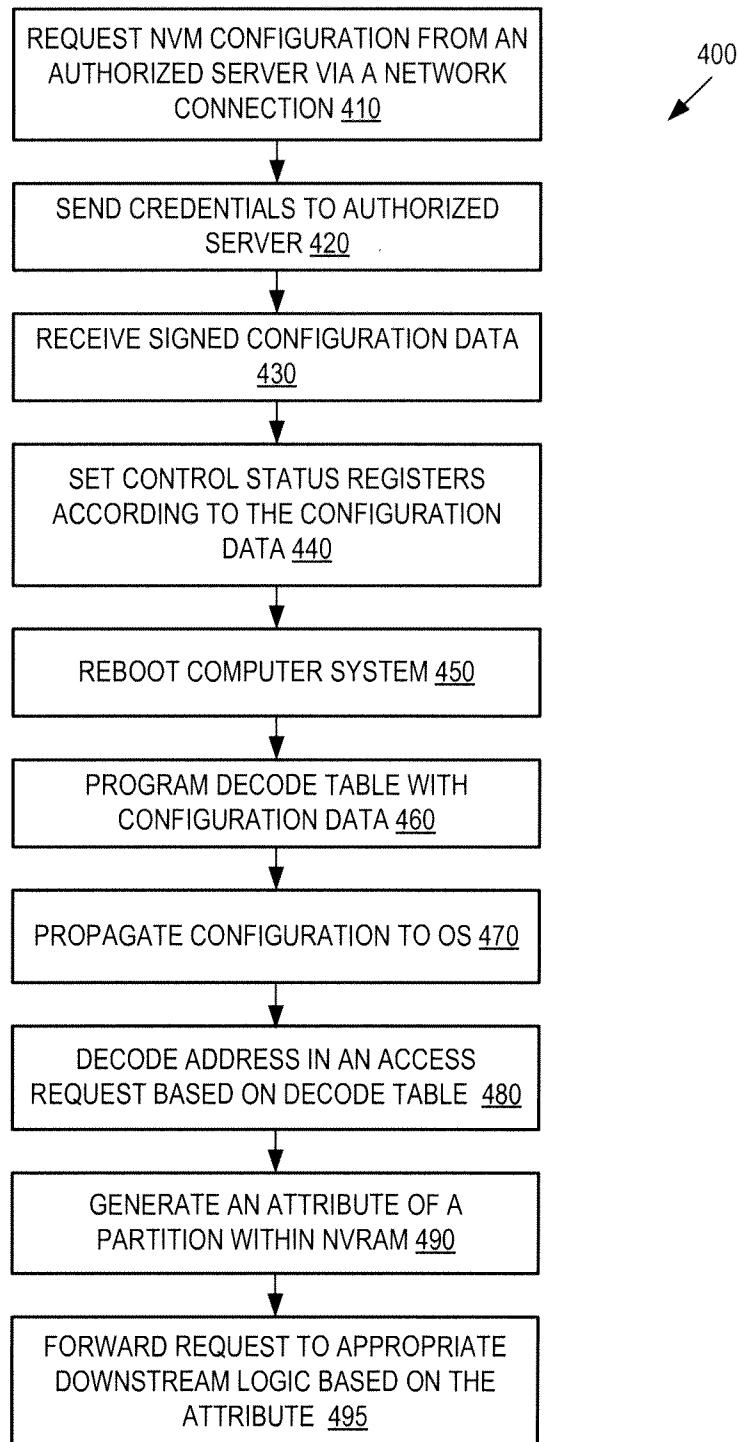 REQUEST NVM CONFIGURATION FROM AN
AUTHORIZED SERVER VIA A NETWORK
CONNECTION 410
400
SEND CREDENTIALS TO AUTHORIZED
SERVER 420
RECEIVE SIGNED CONFIGURATION DATA
430
SET CONTROL STATUS REGISTERS
ACCORDING TO THE CONFIGURATION
DATA 440
REBOOT COMPUTER SYSTEM 450
PROGRAM DECODE TABLE WITH
CONFIGURATION DATA 460
PROPAGATE CONFIGURATION TO OS 470
DECODE ADDRESS IN AN ACCESS
REQUEST BASED ON DECODE TABLE 480
GENERATE AN ATTRIBUTE OF A
PARTITION WITHIN NVRAM 490
FORWARD REQUEST TO APPROPRIATE
DOWNSTREAM LOGIC BASED ON THE
ATTRIBUTE 495